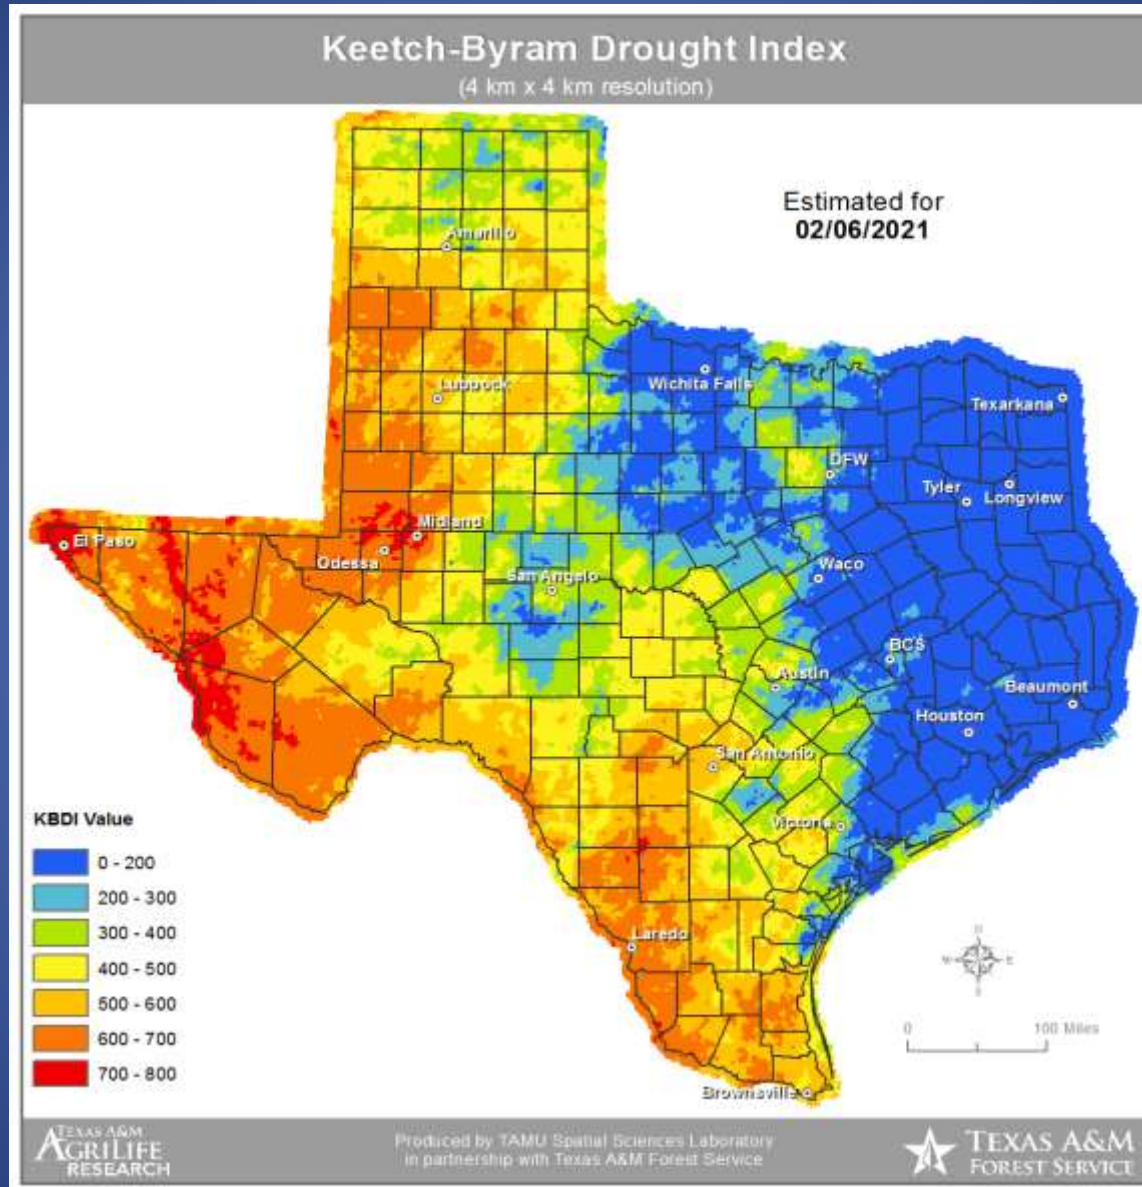 Keetch-Byram Drought Index
(4 km x 4 km resolution)
Estimated for
02/06/2021
Amarillo
Lubbock
Wichita Falls
Texarkana
DFW
Tyler
Longview
Midland
El Paso
Odessa
San Angelo
Waco
BCS
Austin
Beaumont
Houston
San Antonio
Victoria
Laredo
Brownsville
KBDI Value
0 - 200
200 - 300
300 - 400
400 - 500
500 - 600
600 - 700
700 - 800
N
W E
S
0 100 Miles
TEXAS A&M
AGRILIFE
RESEARCH
Produced by TAMU Spatial Sciences Laboratory
in partnership with Texas A&M Forest Service
TEXAS A&M
FOREST SERVICE